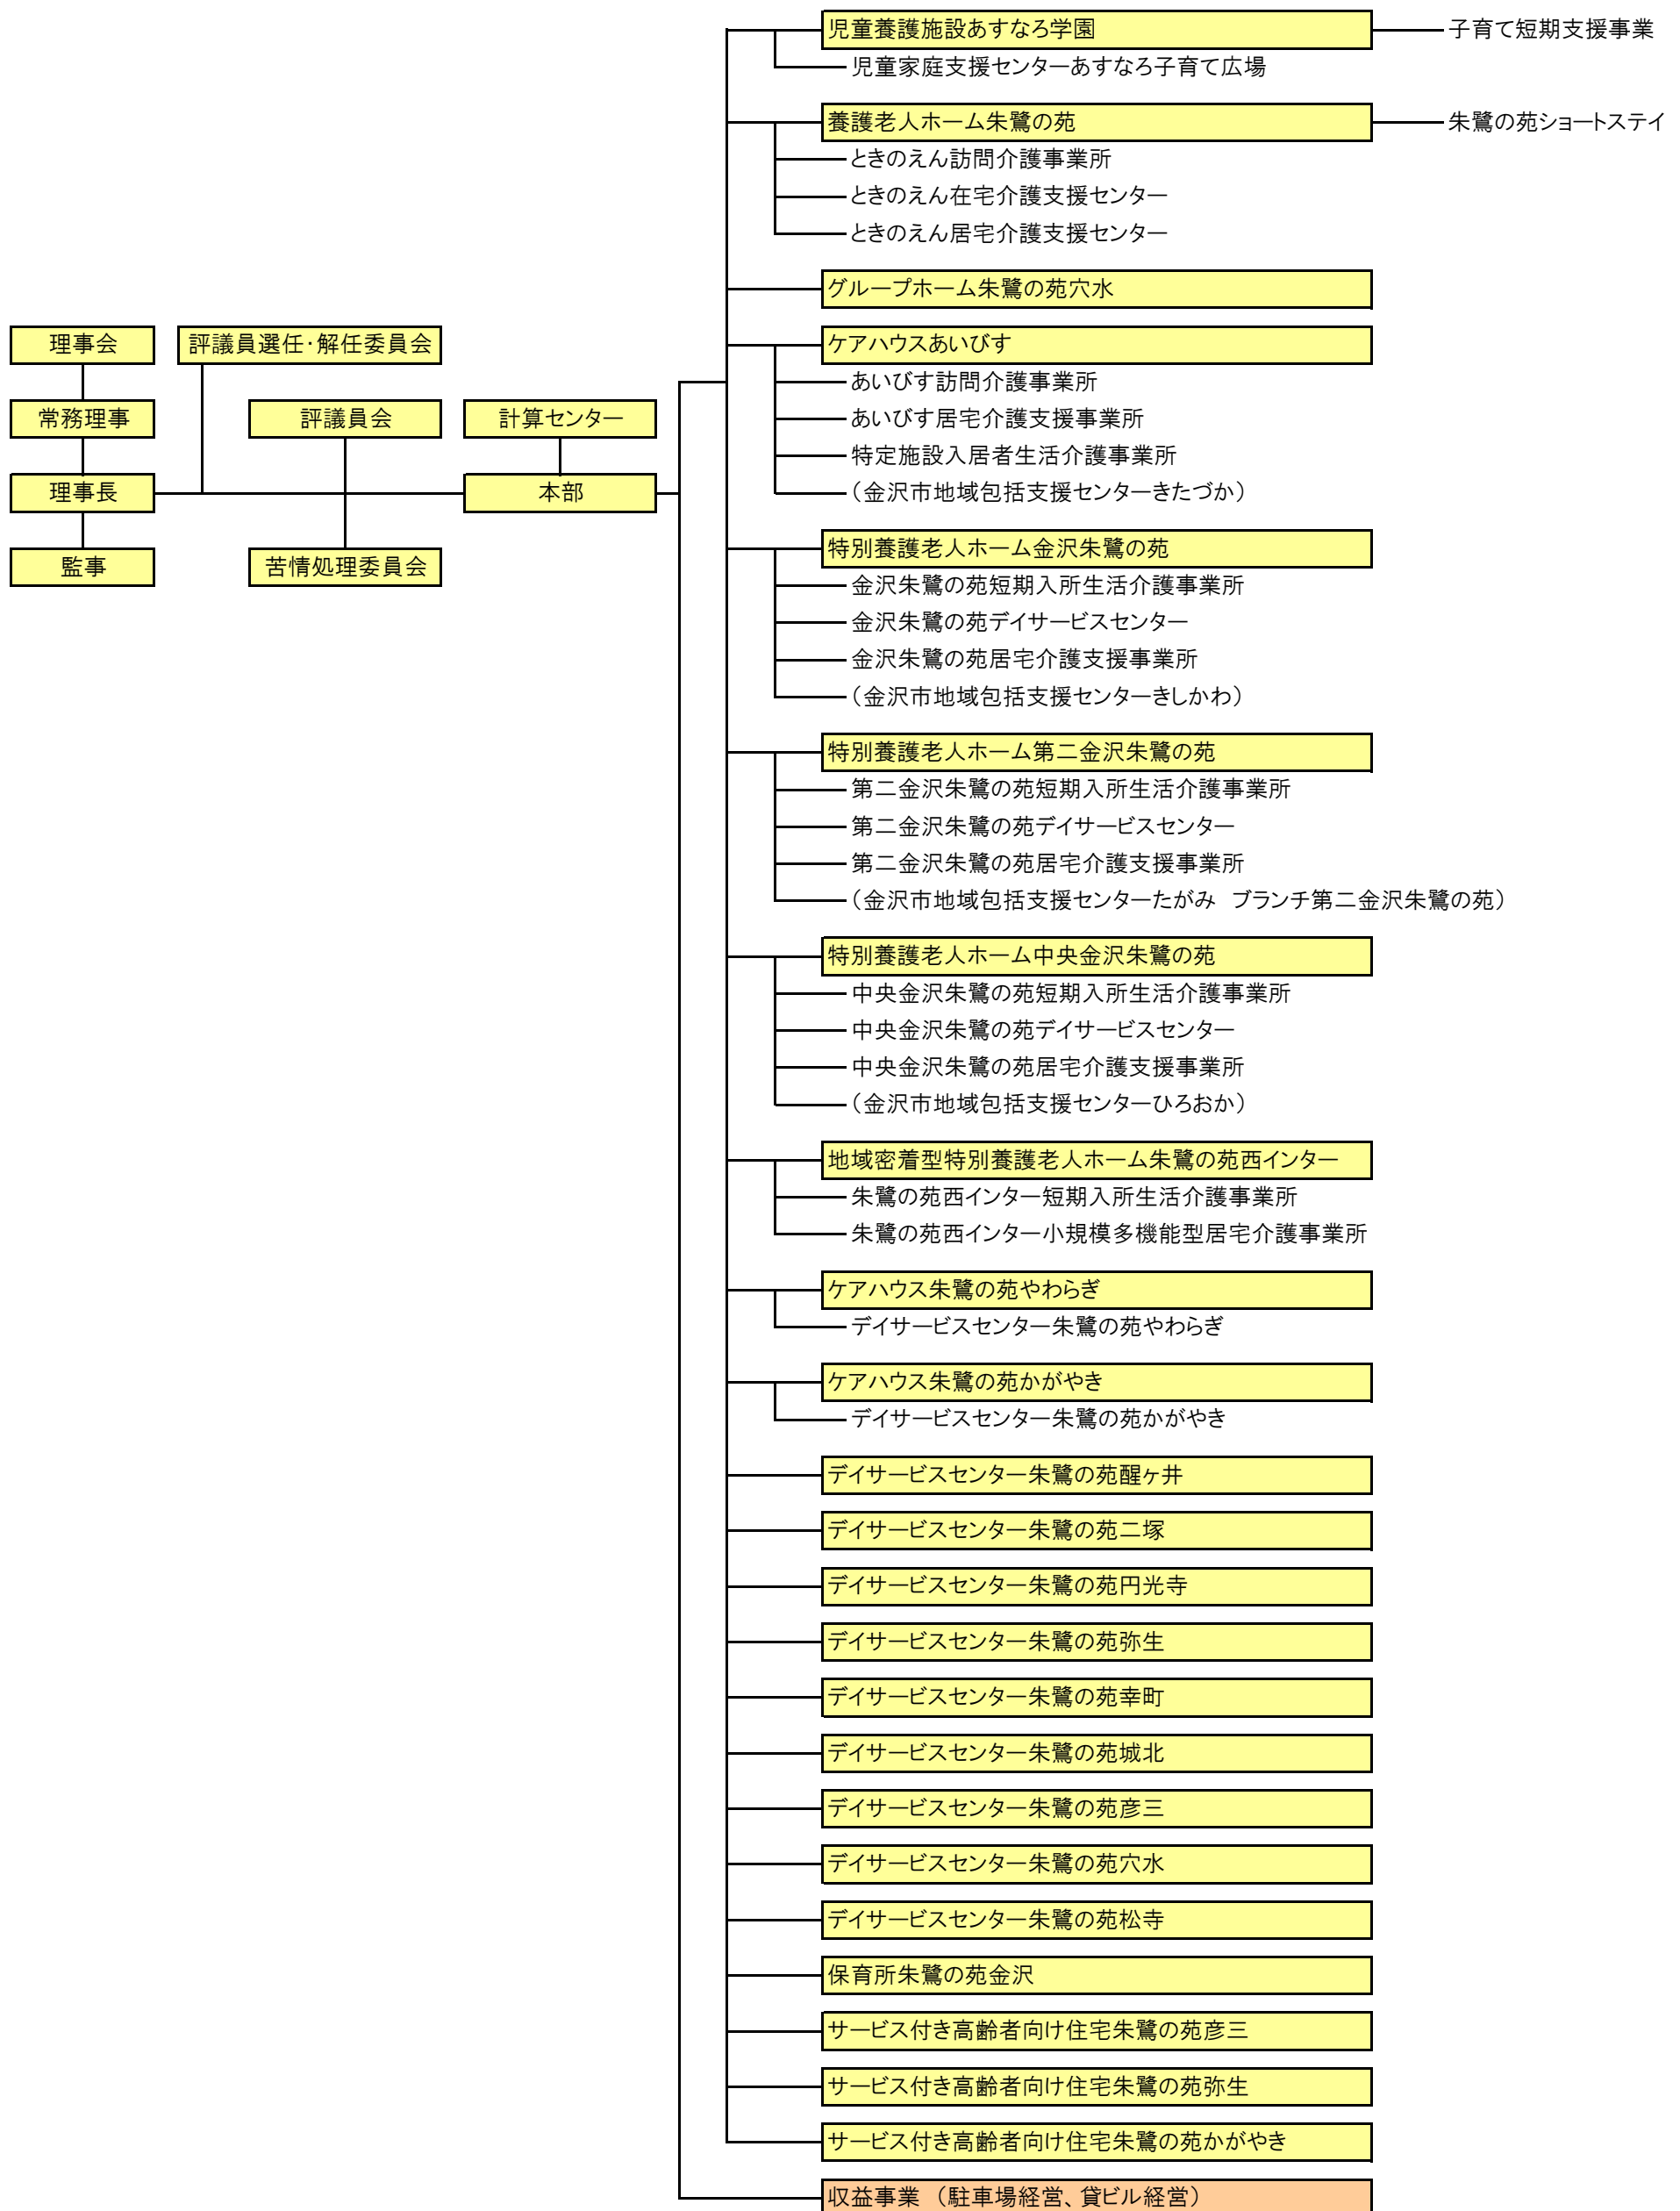 理事会
評議員選任・解任委員会
常務理事
評議員会
計算センター
理事長
本部
監事
苦情処理委員会
児童養護施設あすなろ学園
子育て短期支援事業
児童家庭支援センターあすなろ子育て広場
養護老人ホーム朱鷺の苑
朱鷺の苑ショートステイ
ときのえん訪問介護事業所
ときのえん在宅介護支援センター
ときのえん居宅介護支援センター
グループホーム朱鷺の苑穴水
ケアハウスあいびす
あいびす訪問介護事業所
あいびす居宅介護支援事業所
特定施設入居者生活介護事業所
（金沢市地域包括支援センターきたづか）
特別養護老人ホーム金沢朱鷺の苑
金沢朱鷺の苑短期入所生活介護事業所
金沢朱鷺の苑デイサービスセンター
金沢朱鷺の苑居宅介護支援事業所
（金沢市地域包括支援センターきしかわ）
特別養護老人ホーム第二金沢朱鷺の苑
第二金沢朱鷺の苑短期入所生活介護事業所
第二金沢朱鷺の苑デイサービスセンター
第二金沢朱鷺の苑居宅介護支援事業所
（金沢市地域包括支援センターたがみ　ブランチ第二金沢朱鷺の苑）
特別養護老人ホーム中央金沢朱鷺の苑
中央金沢朱鷺の苑短期入所生活介護事業所
中央金沢朱鷺の苑デイサービスセンター
中央金沢朱鷺の苑居宅介護支援事業所
（金沢市地域包括支援センターひろおか）
地域密着型特別養護老人ホーム朱鷺の苑西インター
朱鷺の苑西インター短期入所生活介護事業所
朱鷺の苑西インター小規模多機能型居宅介護事業所
ケアハウス朱鷺の苑やわらぎ
デイサービスセンター朱鷺の苑やわらぎ
ケアハウス朱鷺の苑かがやき
デイサービスセンター朱鷺の苑かがやき
デイサービスセンター朱鷺の苑醒ヶ井
デイサービスセンター朱鷺の苑二塚
デイサービスセンター朱鷺の苑円光寺
デイサービスセンター朱鷺の苑弥生
デイサービスセンター朱鷺の苑幸町
デイサービスセンター朱鷺の苑城北
デイサービスセンター朱鷺の苑彦三
デイサービスセンター朱鷺の苑穴水
デイサービスセンター朱鷺の苑松寺
保育所朱鷺の苑金沢
サービス付き高齢者向け住宅朱鷺の苑彦三
サービス付き高齢者向け住宅朱鷺の苑弥生
サービス付き高齢者向け住宅朱鷺の苑かがやき
収益事業　（駐車場経営、貸ビル経営）